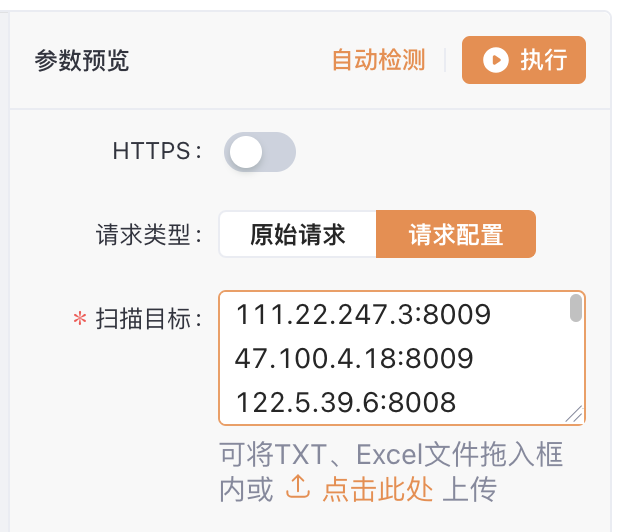 参数预览 自动检测 执行
HTTPS:
请求类型: 原始请求 请求配置
* 扫描目标: 111.22.247.3:8009
47.100.4.18:8009
122.5.39.6:8008
可将TXT、Excel文件拖入框
内或 点击此处 上传